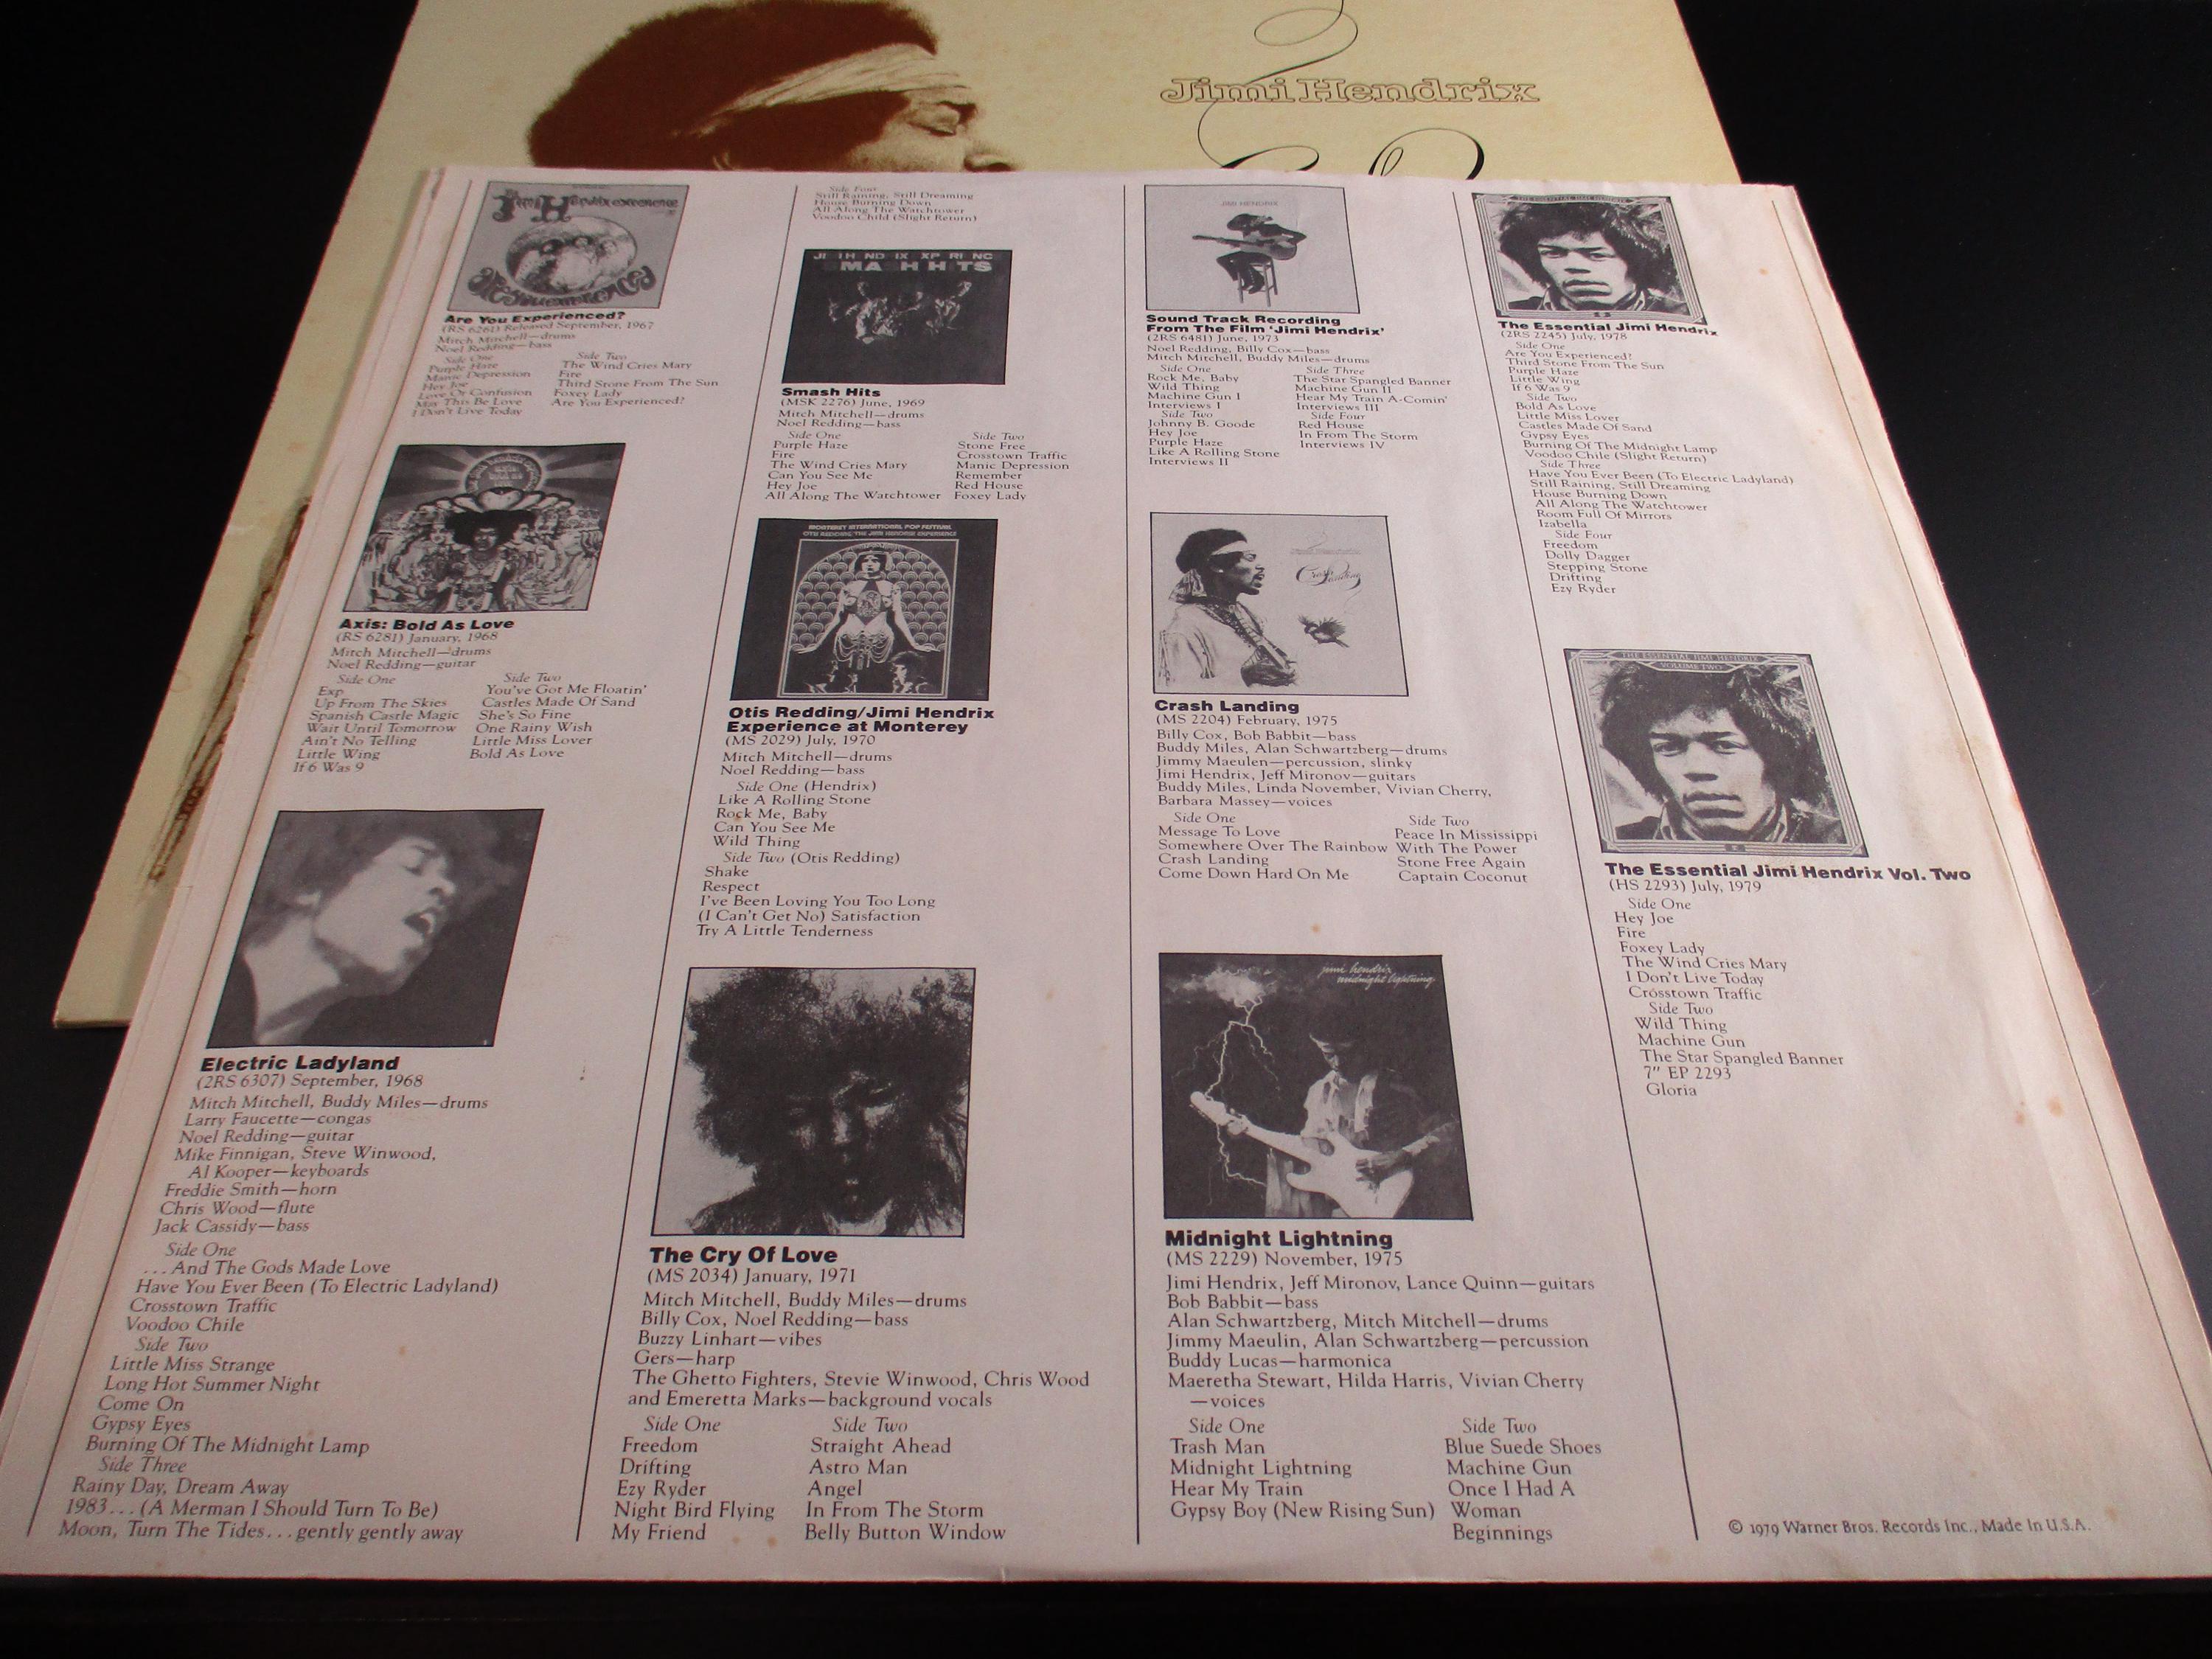 Jimi Hendrix
Are You Experienced?
(RS 6261) Released September, 1967
Mitch Mitchell—drums
Noel Redding—bass
Side One
Purple Haze
Manic Depression
Hey Joe
Love Or Confusion
May This Be Love
I Don't Live Today
Side Two
The Wind Cries Mary
Fire
Third Stone From The Sun
Foxey Lady
Are You Experienced?
Axis: Bold As Love
(RS 6281) January, 1968
Mitch Mitchell—drums
Noel Redding—guitar
Side One
Exp
Up From The Skies
Spanish Castle Magic
Wait Until Tomorrow
Ain't No Telling
Little Wing
If 6 Was 9
Side Two
You've Got Me Floatin'
Castles Made Of Sand
She's So Fine
One Rainy Wish
Little Miss Lover
Bold As Love
Electric Ladyland
(2RS 6307) September, 1968
Mitch Mitchell, Buddy Miles—drums
Larry Faucette—congas
Noel Redding—guitar
Mike Finnigan, Steve Winwood,
Al Kooper—keyboards
Freddie Smith—horn
Chris Wood—flute
Jack Cassidy—bass
Side One
...And The Gods Made Love
Have You Ever Been (To Electric Ladyland)
Crosstown Traffic
Voodoo Chile
Side Two
Little Miss Strange
Long Hot Summer Night
Come On
Gypsy Eyes
Burning Of The Midnight Lamp
Side Three
Rainy Day, Dream Away
1983...(A Merman I Should Turn To Be)
Moon, Turn The Tides...gently gently away
Side Four
Still Raining, Still Dreaming
House Burning Down
All Along The Watchtower
Voodoo Child (Slight Return)
Smash Hits
(MSK 2276) June, 1969
Mitch Mitchell—drums
Noel Redding—bass
Side One
Purple Haze
Fire
The Wind Cries Mary
Can You See Me
Hey Joe
All Along The Watchtower
Side Two
Stone Free
Crosstown Traffic
Manic Depression
Remember
Red House
Foxey Lady
MONTEREY INTERNATIONAL POP FESTIVAL
OTIS REDDING/THE JIMI HENDRIX EXPERIENCE
Otis Redding/Jimi Hendrix
Experience at Monterey
(MS 2029) July, 1970
Mitch Mitchell—drums
Noel Redding—bass
Side One (Hendrix)
Like A Rolling Stone
Rock Me, Baby
Can You See Me
Wild Thing
Side Two (Otis Redding)
Shake
Respect
I've Been Loving You Too Long
(I Can't Get No) Satisfaction
Try A Little Tenderness
The Cry Of Love
(MS 2034) January, 1971
Mitch Mitchell, Buddy Miles—drums
Billy Cox, Noel Redding—bass
Buzzy Linhart—vibes
Gers—harp
The Ghetto Fighters, Stevie Winwood, Chris Wood
and Emeretta Marks—background vocals
Side One
Freedom
Drifting
Ezy Ryder
Night Bird Flying
My Friend
Side Two
Straight Ahead
Astro Man
Angel
In From The Storm
Belly Button Window
JIMI HENDRIX
Sound Track Recording
From The Film 'Jimi Hendrix'
(2RS 6481) June, 1973
Noel Redding, Billy Cox—bass
Mitch Mitchell, Buddy Miles—drums
Side One
Rock Me, Baby
Wild Thing
Machine Gun I
Interviews I
Side Two
Johnny B. Goode
Hey Joe
Purple Haze
Like A Rolling Stone
Interviews II
Side Three
The Star Spangled Banner
Machine Gun II
Hear My Train A-Comin'
Interviews III
Side Four
Red House
In From The Storm
Interviews IV
Crash Landing
Crash Landing
(MS 2204) February, 1975
Billy Cox, Bob Babbit—bass
Buddy Miles, Alan Schwartzberg—drums
Jimmy Maeulen—percussion, slinky
Jimi Hendrix, Jeff Mironov—guitars
Buddy Miles, Linda November, Vivian Cherry,
Barbara Massey—voices
Side One
Message To Love
Somewhere Over The Rainbow
Crash Landing
Come Down Hard On Me
Side Two
Peace In Mississippi
With The Power
Stone Free Again
Captain Coconut
jimi hendrix
midnight lightning
Midnight Lightning
(MS 2229) November, 1975
Jimi Hendrix, Jeff Mironov, Lance Quinn—guitars
Bob Babbit—bass
Alan Schwartzberg, Mitch Mitchell—drums
Jimmy Maeulin, Alan Schwartzberg—percussion
Buddy Lucas—harmonica
Maeretha Stewart, Hilda Harris, Vivian Cherry
—voices
Side One
Trash Man
Midnight Lightning
Hear My Train
Gypsy Boy (New Rising Sun)
Side Two
Blue Suede Shoes
Machine Gun
Once I Had A
Woman
Beginnings
THE ESSENTIAL JIMI HENDRIX
The Essential Jimi Hendrix
(2RS 2245) July, 1978
Side One
Are You Experienced?
Third Stone From The Sun
Purple Haze
Little Wing
If 6 Was 9
Side Two
Bold As Love
Little Miss Lover
Castles Made Of Sand
Gypsy Eyes
Burning Of The Midnight Lamp
Voodoo Chile (Slight Return)
Side Three
Have You Ever Been (To Electric Ladyland)
Still Raining, Still Dreaming
House Burning Down
All Along The Watchtower
Room Full Of Mirrors
Izabella
Side Four
Freedom
Dolly Dagger
Stepping Stone
Drifting
Ezy Ryder
THE ESSENTIAL JIMI HENDRIX
VOLUME TWO
The Essential Jimi Hendrix Vol. Two
(HS 2293) July, 1979
Side One
Hey Joe
Fire
Foxey Lady
The Wind Cries Mary
I Don't Live Today
Crosstown Traffic
Side Two
Wild Thing
Machine Gun
The Star Spangled Banner
7" EP 2293
Gloria
© 1979 Warner Bros. Records Inc., Made In U.S.A.